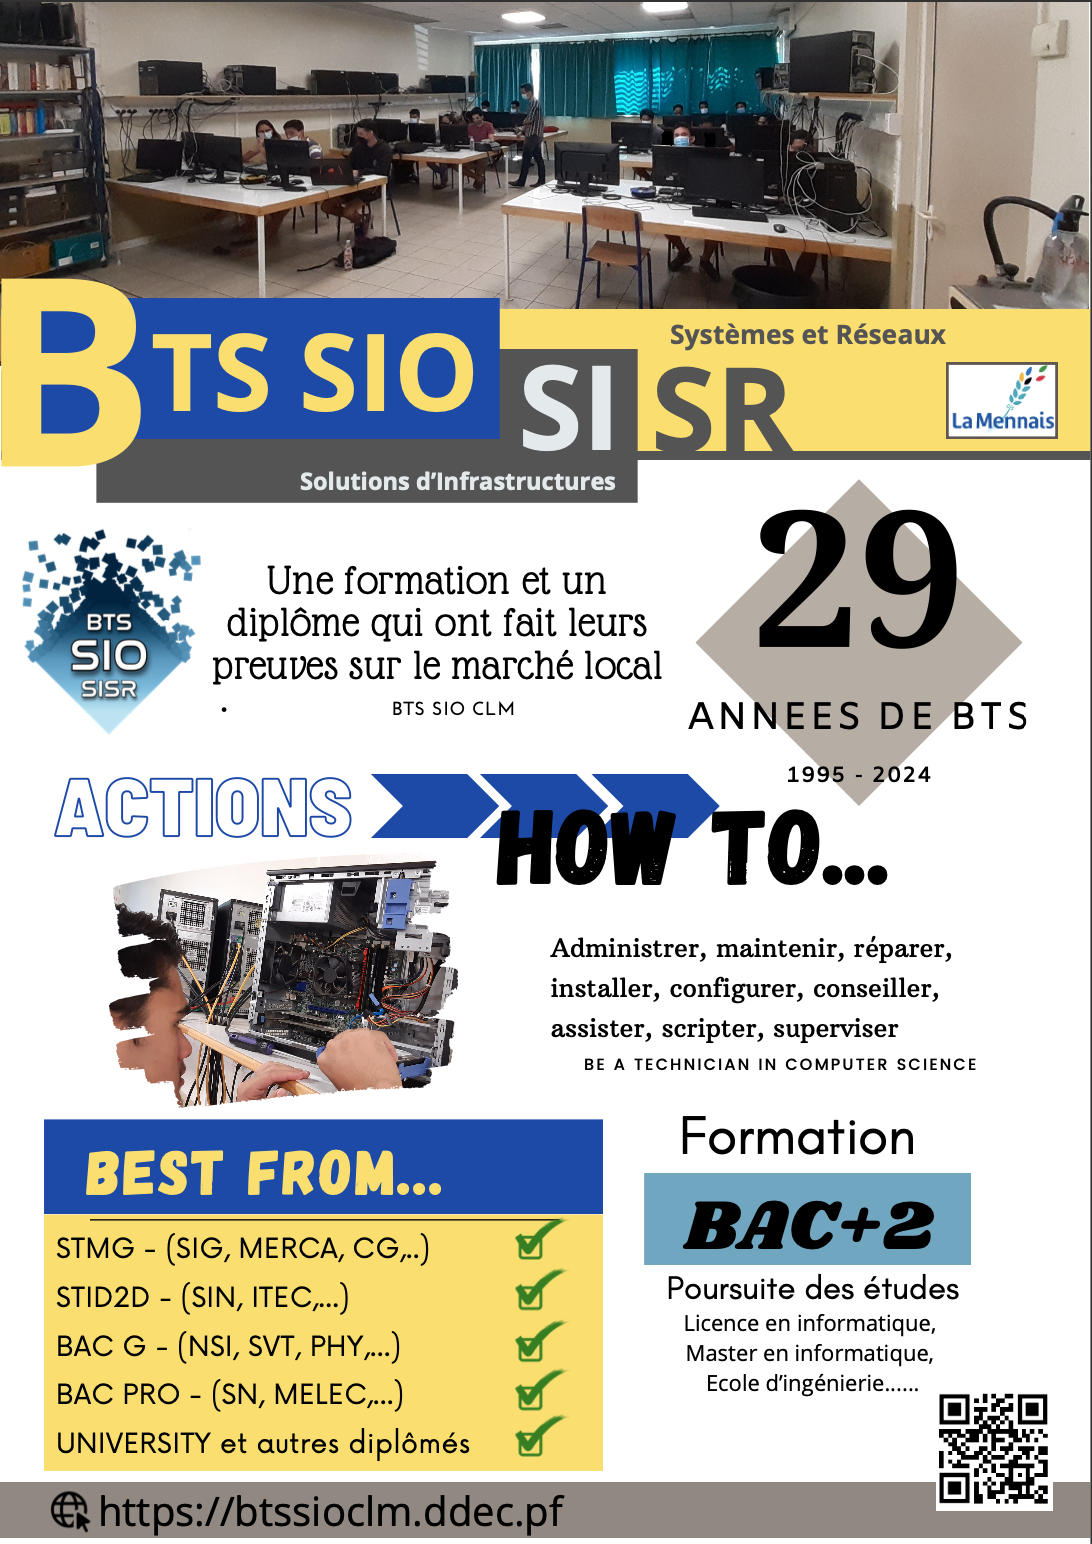 BTS SIO
Systèmes et Réseaux
SI SR
La Mennais
Solutions d'Infrastructures
29
ANNEES DE BTS
1995 - 2024
BTS
SIO
SISR
Une formation et un
diplôme qui ont fait leurs
preuves sur le marché local
. BTS SIO CLM
ACTIONS
HOW TO...
Administrer, maintenir, réparer,
installer, configurer, conseiller,
assister, scripter, superviser
BE A TECHNICIAN IN COMPUTER SCIENCE
BEST FROM...
STMG - (SIG, MERCA, CG,..)
STID2D - (SIN, ITEC,...)
BAC G - (NSI, SVT, PHY,...)
BAC PRO - (SN, MELEC,...)
UNIVERSITY et autres diplômés
Formation
BAC+2
Poursuite des études
Licence en informatique,
Master en informatique,
Ecole d'ingénierie......
https://btssioclm.ddec.pf